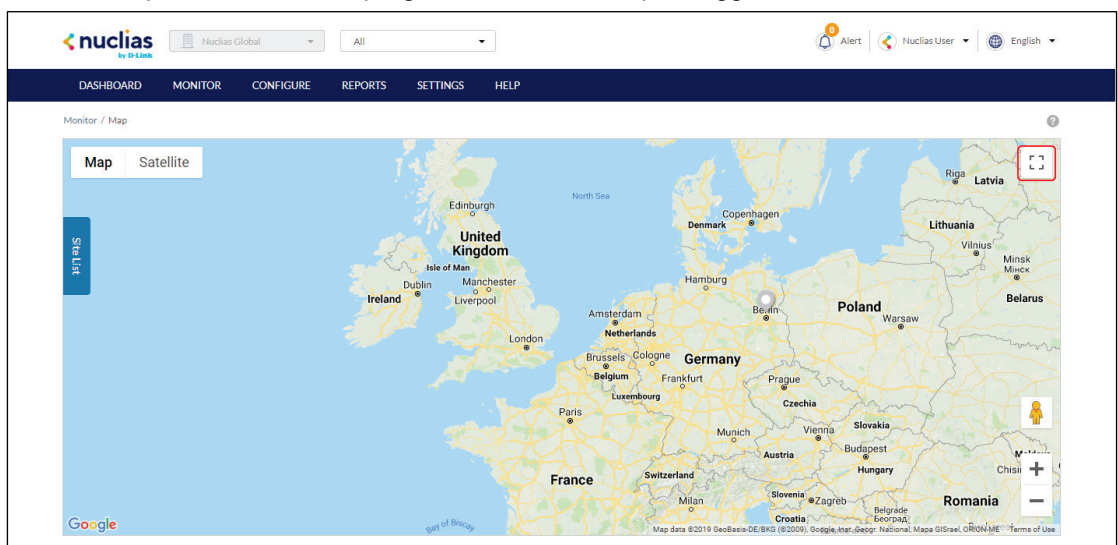 nuclias
by D-Link
Nuclias Global
All
0
Alert
Nuclias User
English
DASHBOARD MONITOR CONFIGURE REPORTS SETTINGS HELP
Monitor / Map
?
Map Satellite
Site List
Riga
Latvia
North Sea
Edinburgh
Copenhagen
Denmark
Lithuania
United
Kingdom
Vilnius
Isle of Man
Minsk
Мінск
Dublin
Manchester
Hamburg
Ireland
Liverpool
Belarus
Amsterdam
Berlin
Poland
Warsaw
Netherlands
London
Brussels
Cologne
Germany
Belgium
Frankfurt
Prague
Luxembourg
Czechia
Paris
Munich
Vienna
Slovakia
Austria
Budapest
Hungary
France
Switzerland
Milan
Slovenia
Zagreb
Romania
Croatia
Belgrade
Београд
Google
Bay of Biscay
Map data ©2019 GeoBasis-DE/BKG (©2009), Google, Inst. Geogr. Nacional, Mapa GISrael, ORION-ME
Terms of Use